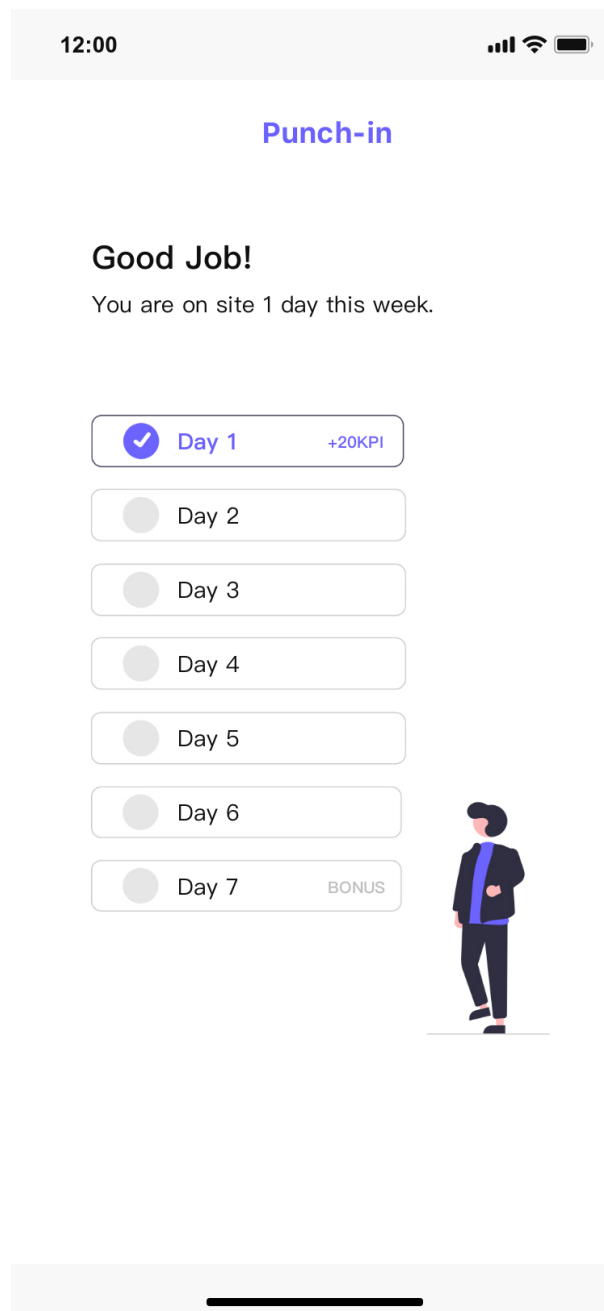 12:00
Punch-in
Good Job!
You are on site 1 day this week.
Day 1 +20KPI
Day 2
Day 3
Day 4
Day 5
Day 6
Day 7 BONUS